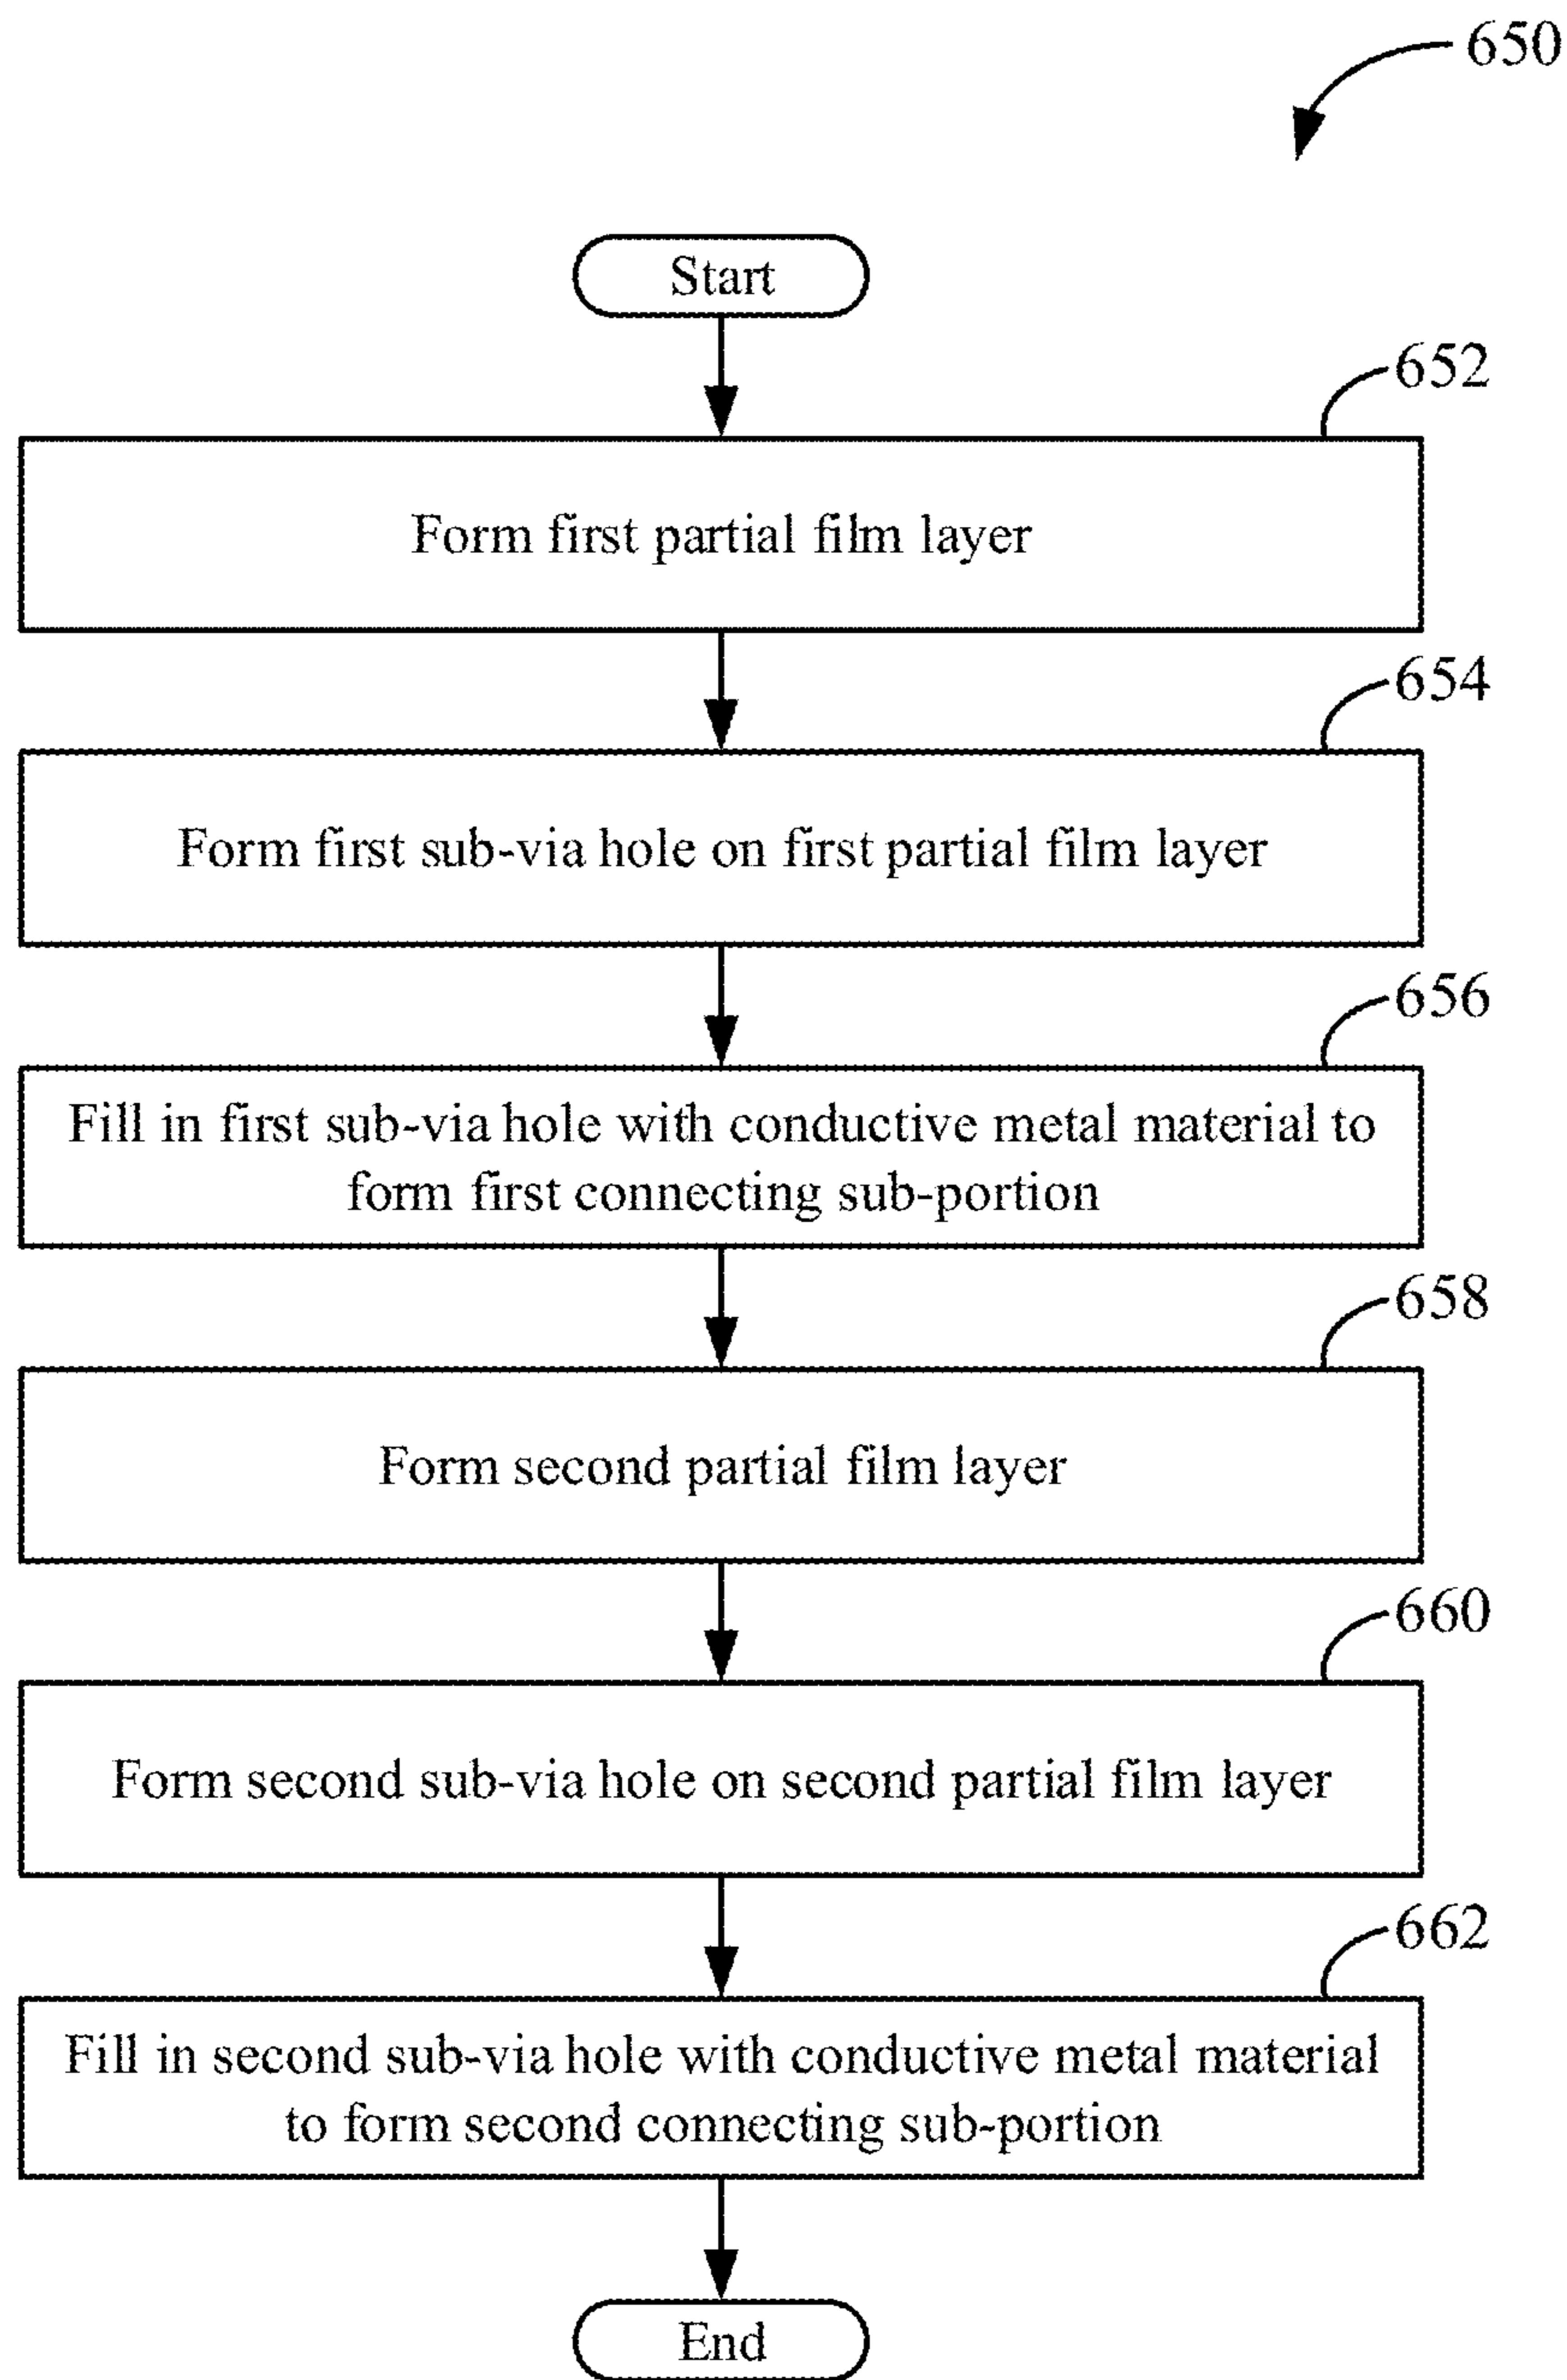 650
Start
652
Form first partial film layer
654
Form first sub-via hole on first partial film layer
656
Fill in first sub-via hole with conductive metal material to
form first connecting sub-portion
658
Form second partial film layer
660
Form second sub-via hole on second partial film layer
662
Fill in second sub-via hole with conductive metal material
to form second connecting sub-portion
End